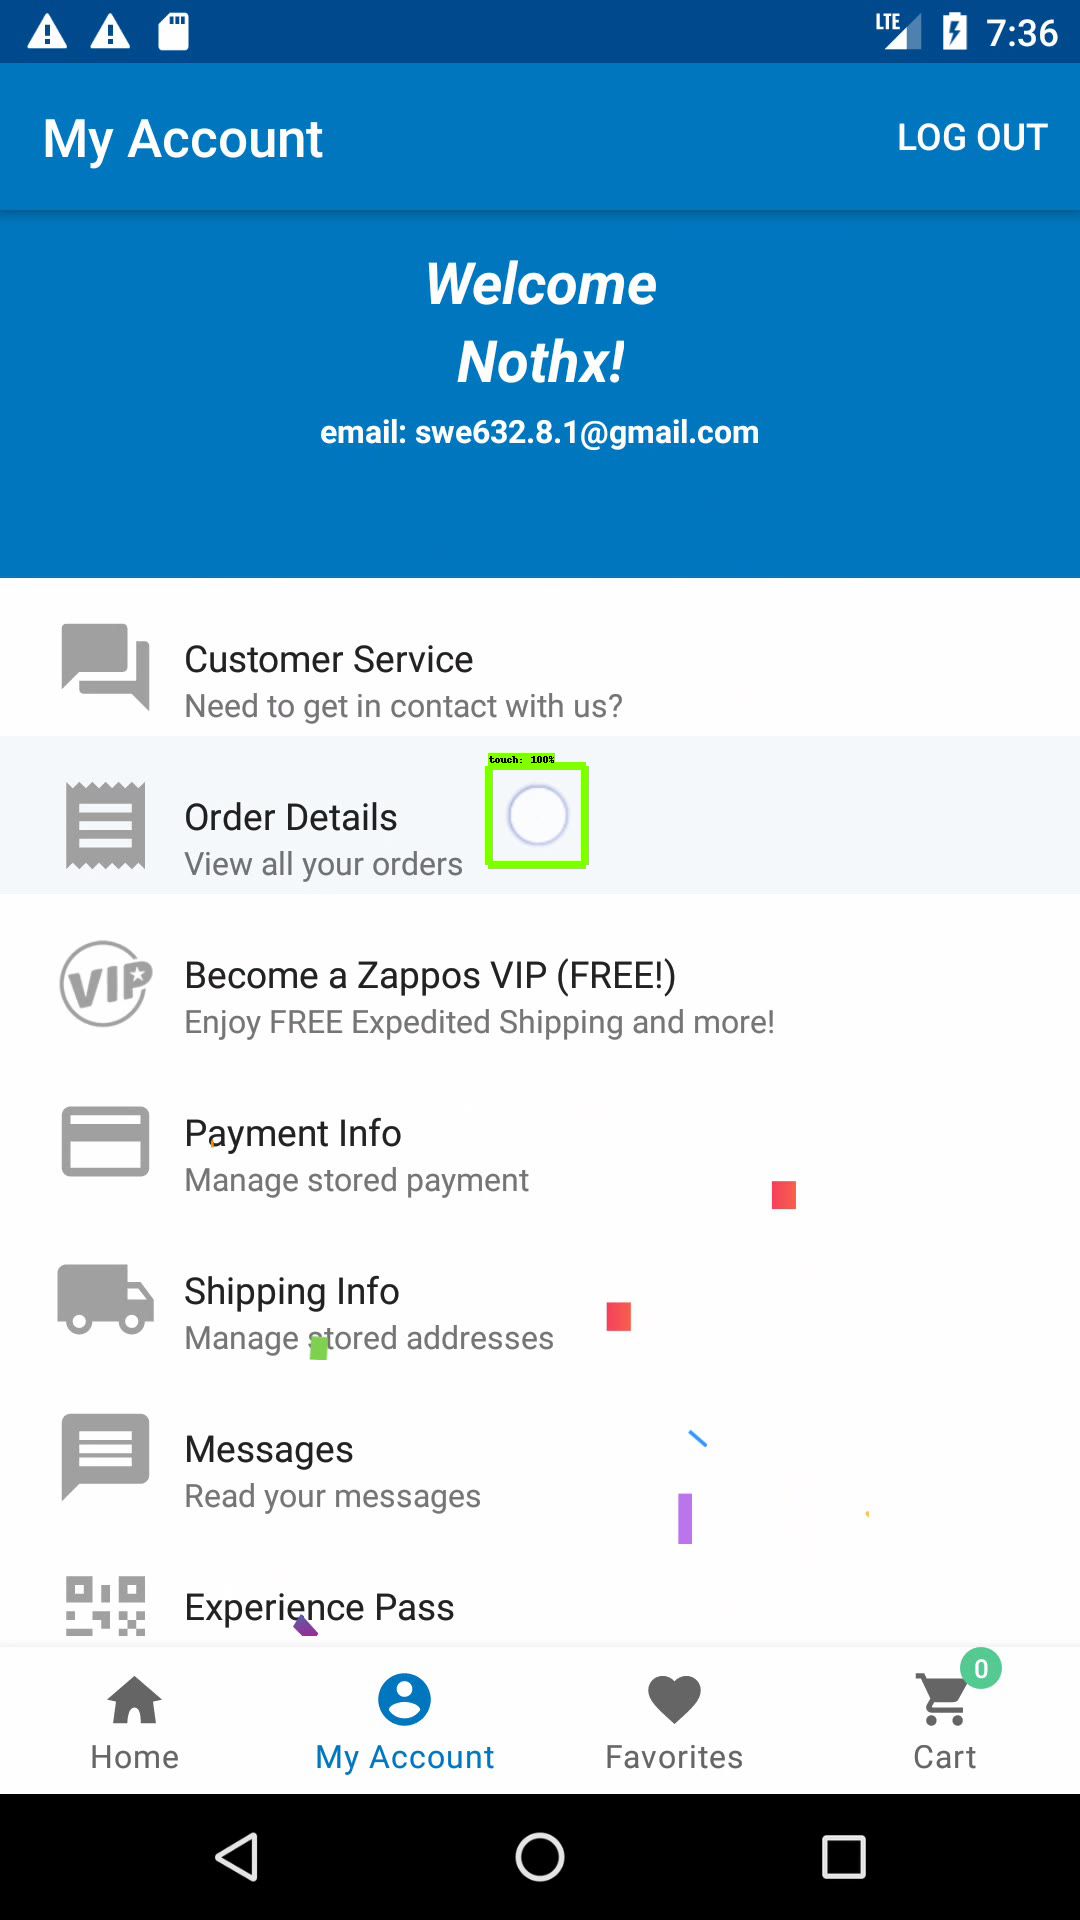 LTE 7:36
My Account LOG OUT
Welcome
Nothx!
email: swe632.8.1@gmail.com
Customer Service
Need to get in contact with us?
touch: 100%
Order Details
View all your orders
VIP
Become a Zappos VIP (FREE!)
Enjoy FREE Expedited Shipping and more!
Payment Info
Manage stored payment
Shipping Info
Manage stored addresses
Messages
Read your messages
Experience Pass
0
Home My Account Favorites Cart